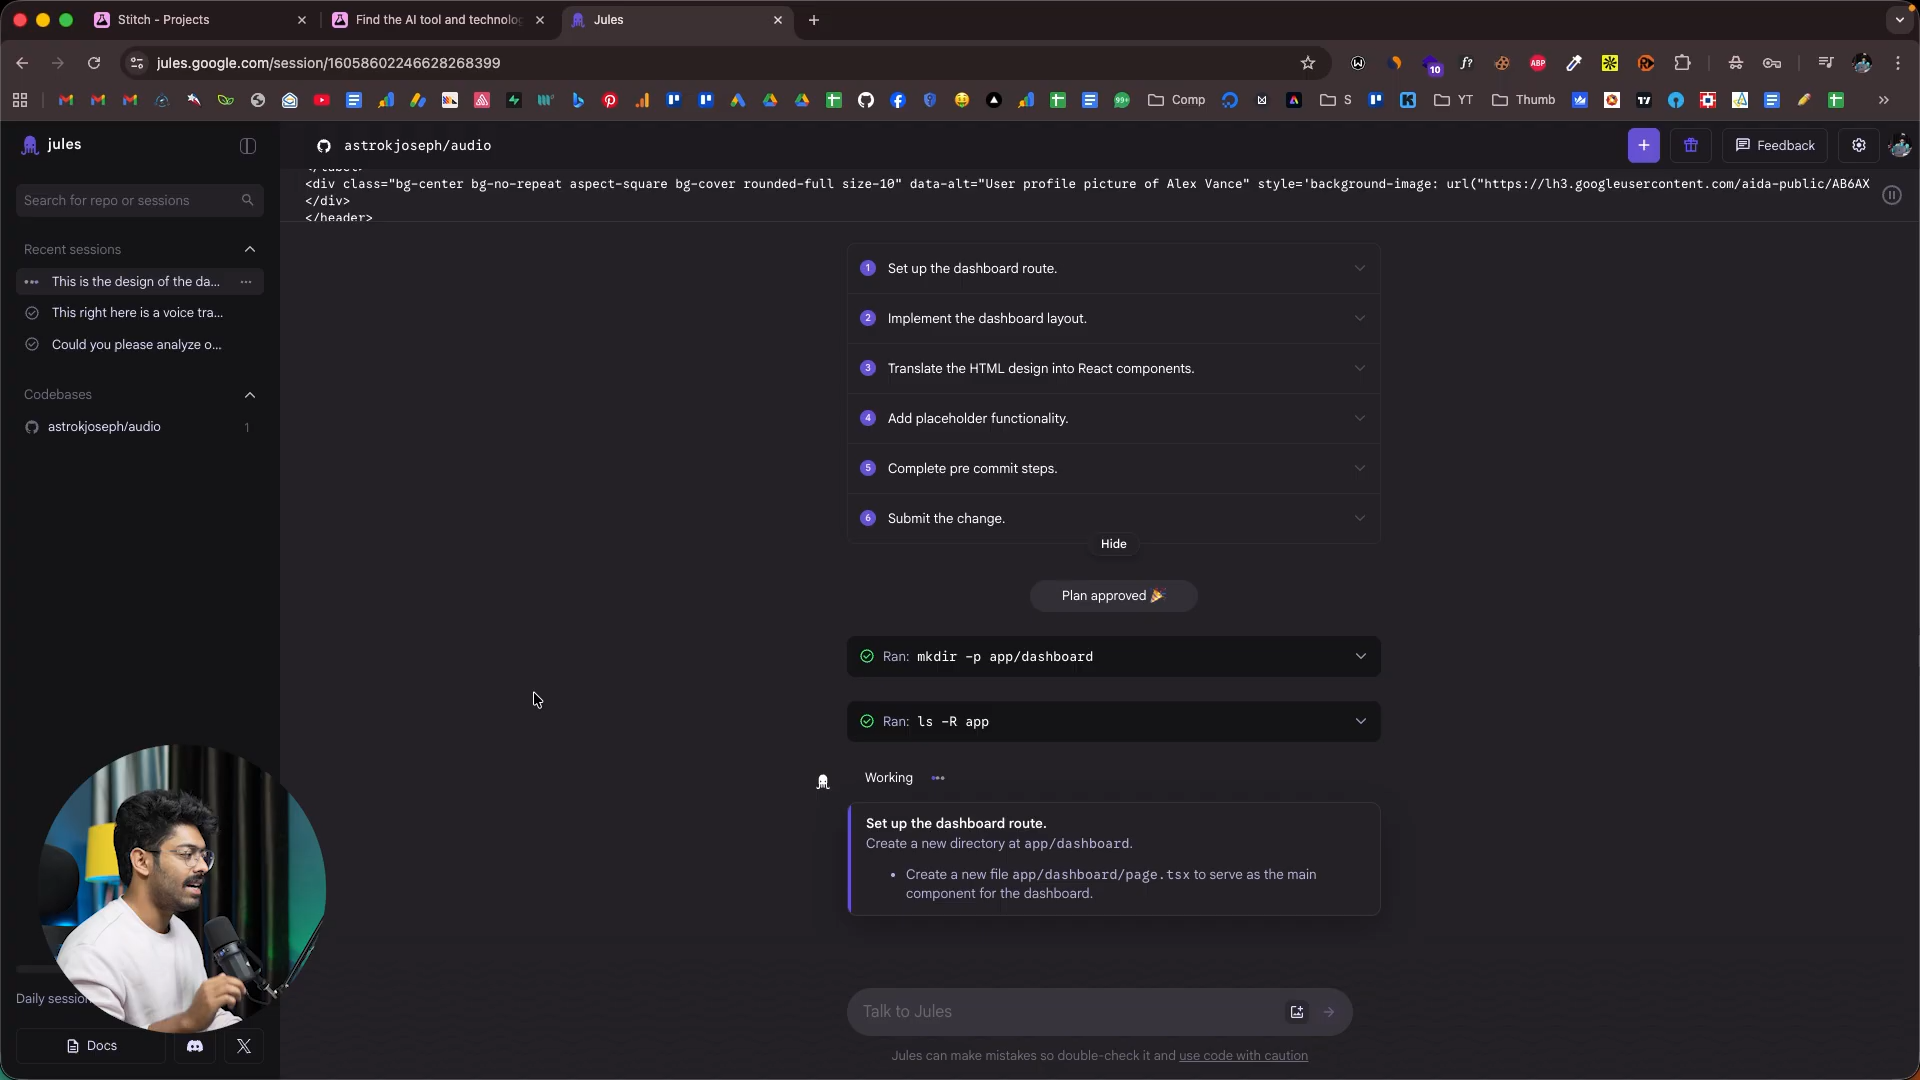 Stitch - Projects
Find the AI tool and technolo
Jules
jules.google.com/session/16058602246628268399
10
f?
ABP
99+
Comp
S
YT
Thumb
jules
astrokjoseph/audio
Feedback
<div class="bg-center bg-no-repeat aspect-square bg-cover rounded-full size-10" data-alt="User profile picture of Alex Vance" style='background-image: url("https://lh3.googleusercontent.com/aida-public/AB6AX
</div>
</header>
Search for repo or sessions
Recent sessions
This is the design of the da...
This right here is a voice tra...
Could you please analyze o...
Codebases
astrokjoseph/audio 1
1 Set up the dashboard route.
2 Implement the dashboard layout.
3 Translate the HTML design into React components.
4 Add placeholder functionality.
5 Complete pre commit steps.
6 Submit the change.
Hide
Plan approved 🎉
Ran: mkdir -p app/dashboard
Ran: ls -R app
Working
Set up the dashboard route.
Create a new directory at app/dashboard.
• Create a new file app/dashboard/page.tsx to serve as the main
component for the dashboard.
Talk to Jules
Jules can make mistakes so double-check it and use code with caution
Daily session
Docs